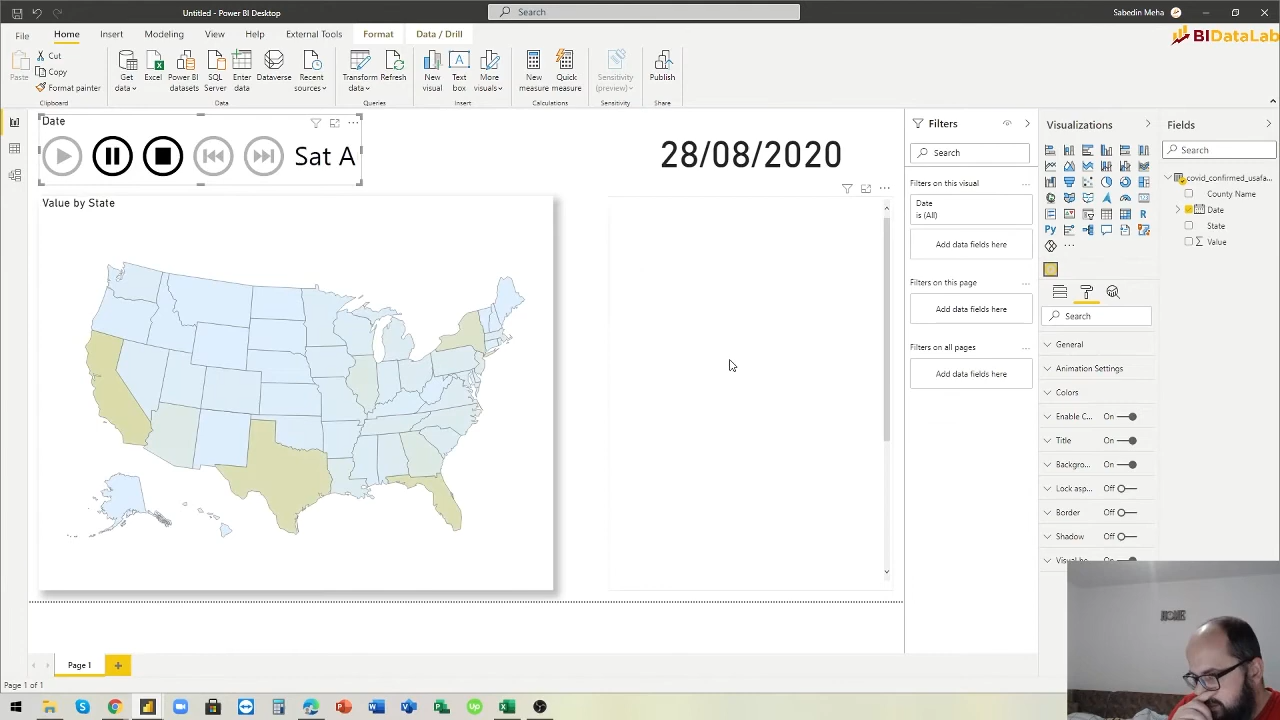 Untitled - Power BI Desktop
Search
Sabedin Meha
File
Home
Insert
Modeling
View
Help
External Tools
Format
Data / Drill
BIDataLab
Paste
Cut
Copy
Format painter
Get data
Excel
Power BI datasets
SQL Server
Enter data
Dataverse
Recent sources
Transform data
Refresh
New visual
Text box
More visuals
New measure
Quick measure
Sensitivity (preview)
Publish
Clipboard
Data
Queries
Insert
Calculations
Sensitivity
Share
Date
Sat A
28/08/2020
Value by State
Filters
Search
Filters on this visual
Date
is (All)
Add data fields here
Filters on this page
Add data fields here
Filters on all pages
Add data fields here
Visualizations
Py
R
Search
General
Animation Settings
Colors
Enable C... On
Title On
Backgro... On
Lock asp... Off
Border Off
Shadow Off
Fields
Search
covid_confirmed_usafa...
County Name
Date
State
Value
HOME
Page 1
Page 1 of 1